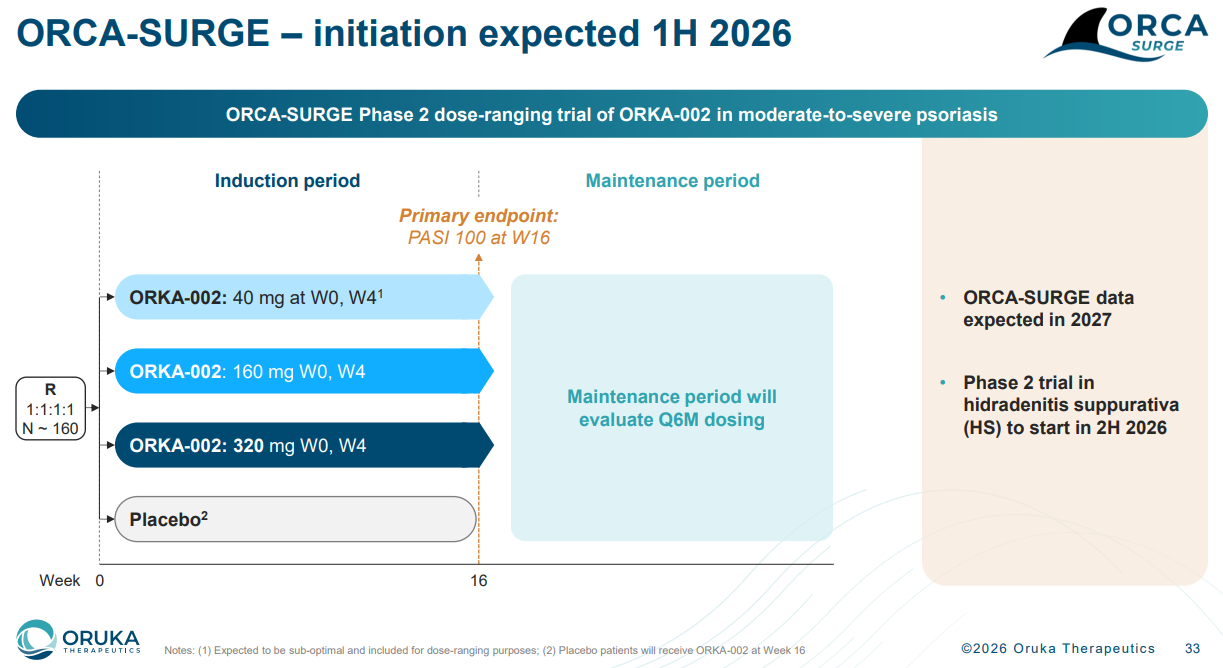 ORCA-SURGE – initiation expected 1H 2026
ORCA
SURGE
ORCA-SURGE Phase 2 dose-ranging trial of ORKA-002 in moderate-to-severe psoriasis
Induction period
Maintenance period
Primary endpoint:
PASI 100 at W16
ORKA-002: 40 mg at W0, W4¹
ORKA-002: 160 mg W0, W4
R
1:1:1:1
N ~ 160
ORKA-002: 320 mg W0, W4
Placebo²
Maintenance period will
evaluate Q6M dosing
Week 0 16
• ORCA-SURGE data
expected in 2027
• Phase 2 trial in
hidradenitis suppurativa
(HS) to start in 2H 2026
ORUKA
THERAPEUTICS
Notes: (1) Expected to be sub-optimal and included for dose-ranging purposes; (2) Placebo patients will receive ORKA-002 at Week 16
©2026 Oruka Therapeutics 33